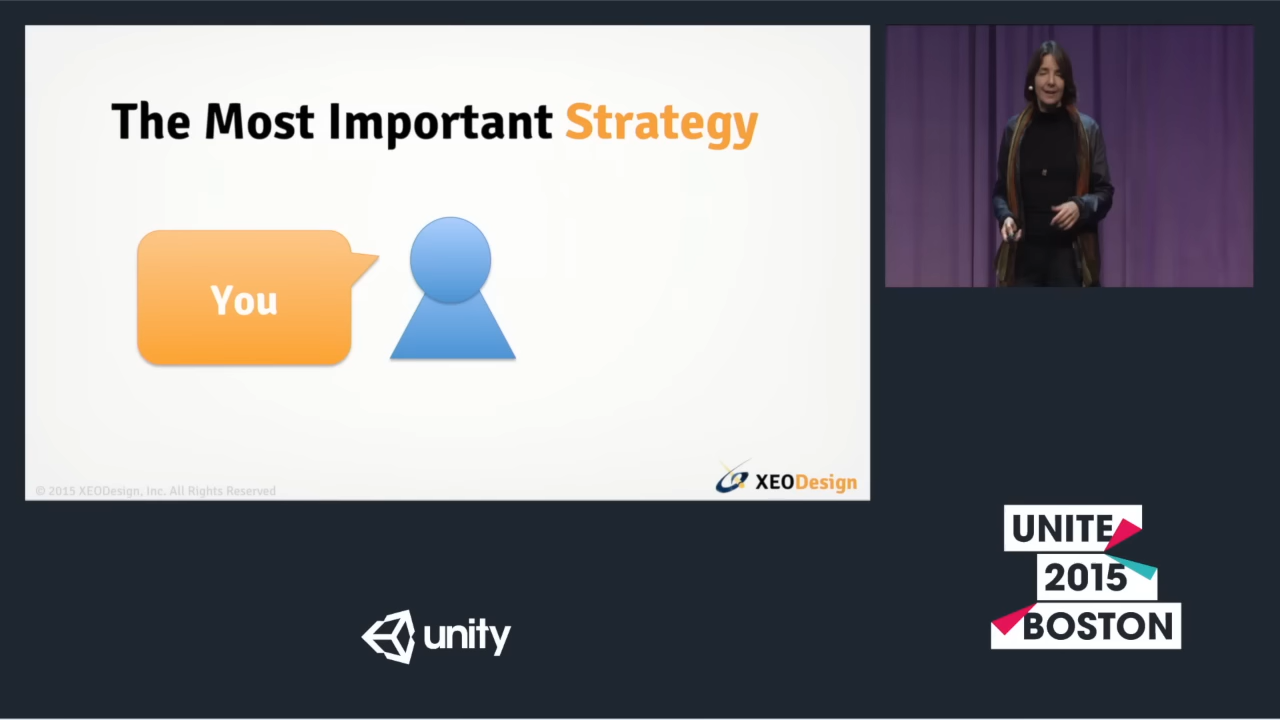 The Most Important Strategy
You
© 2015 XEODesign, Inc. All Rights Reserved
XEODesign
unity
UNITE
2015
BOSTON